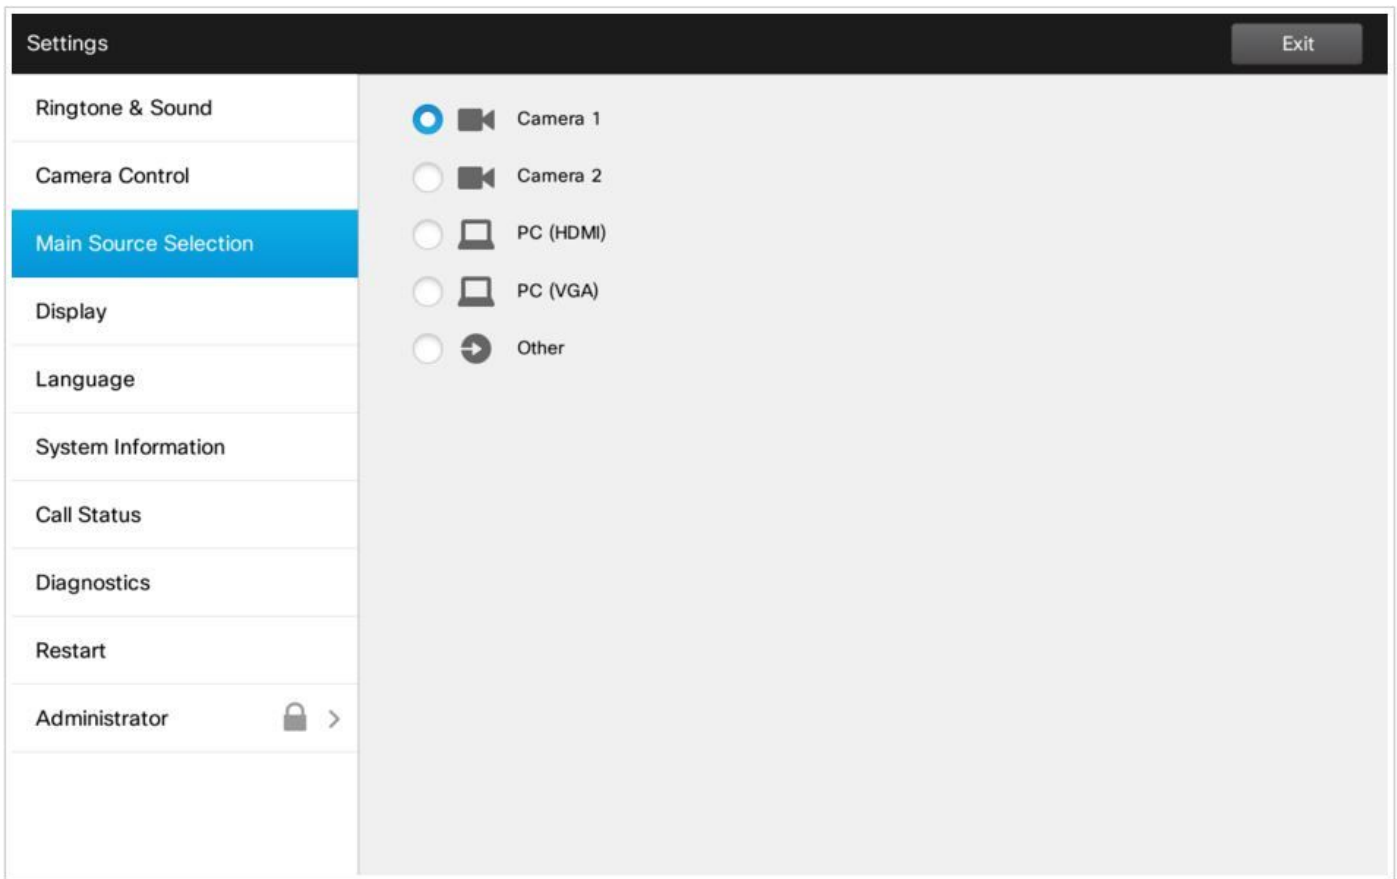 Settings
Exit
Ringtone & Sound
Camera Control
Main Source Selection
Display
Language
System Information
Call Status
Diagnostics
Restart
Administrator
Camera 1
Camera 2
PC (HDMI)
PC (VGA)
Other